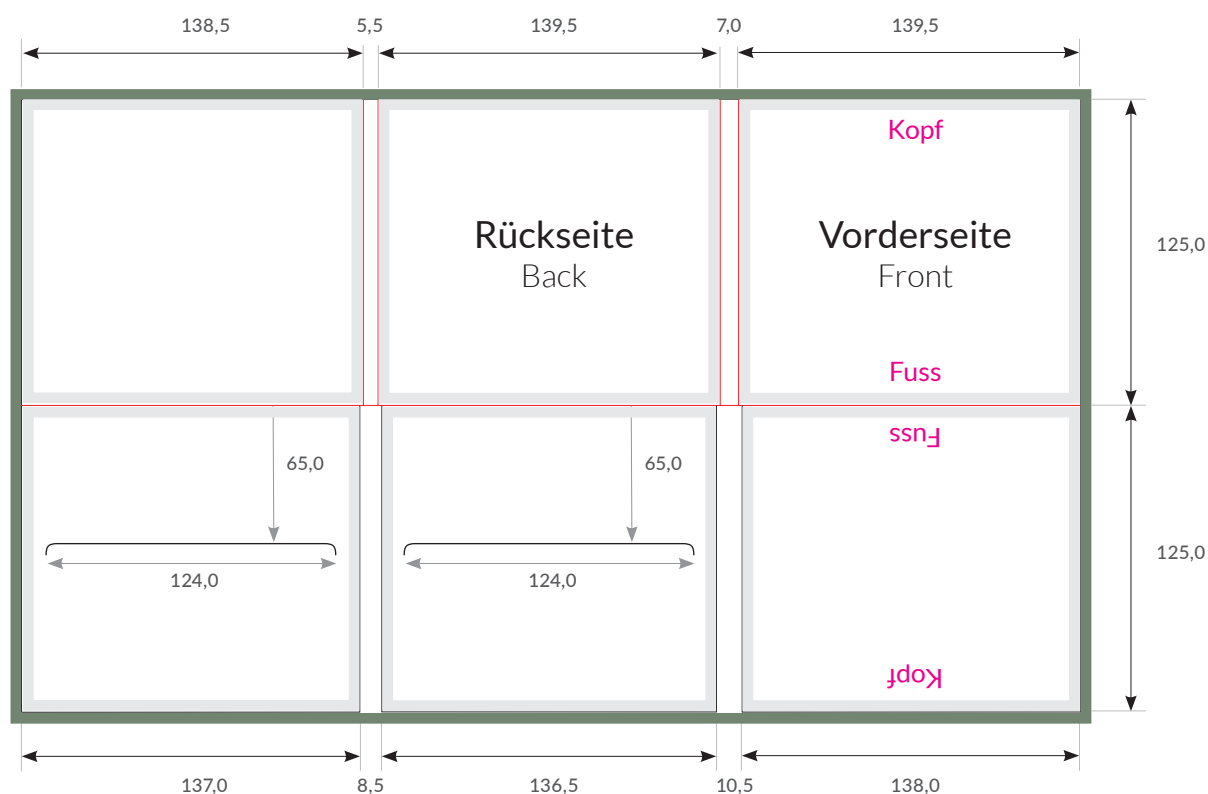 138,5 5,5 139,5 7,0 139,5
Kopf
Rückseite
Back
Vorderseite
Front
125,0
Fuss
Fuss
65,0
65,0
124,0
124,0
125,0
Kopf
137,0 8,5 136,5 10,5 138,0